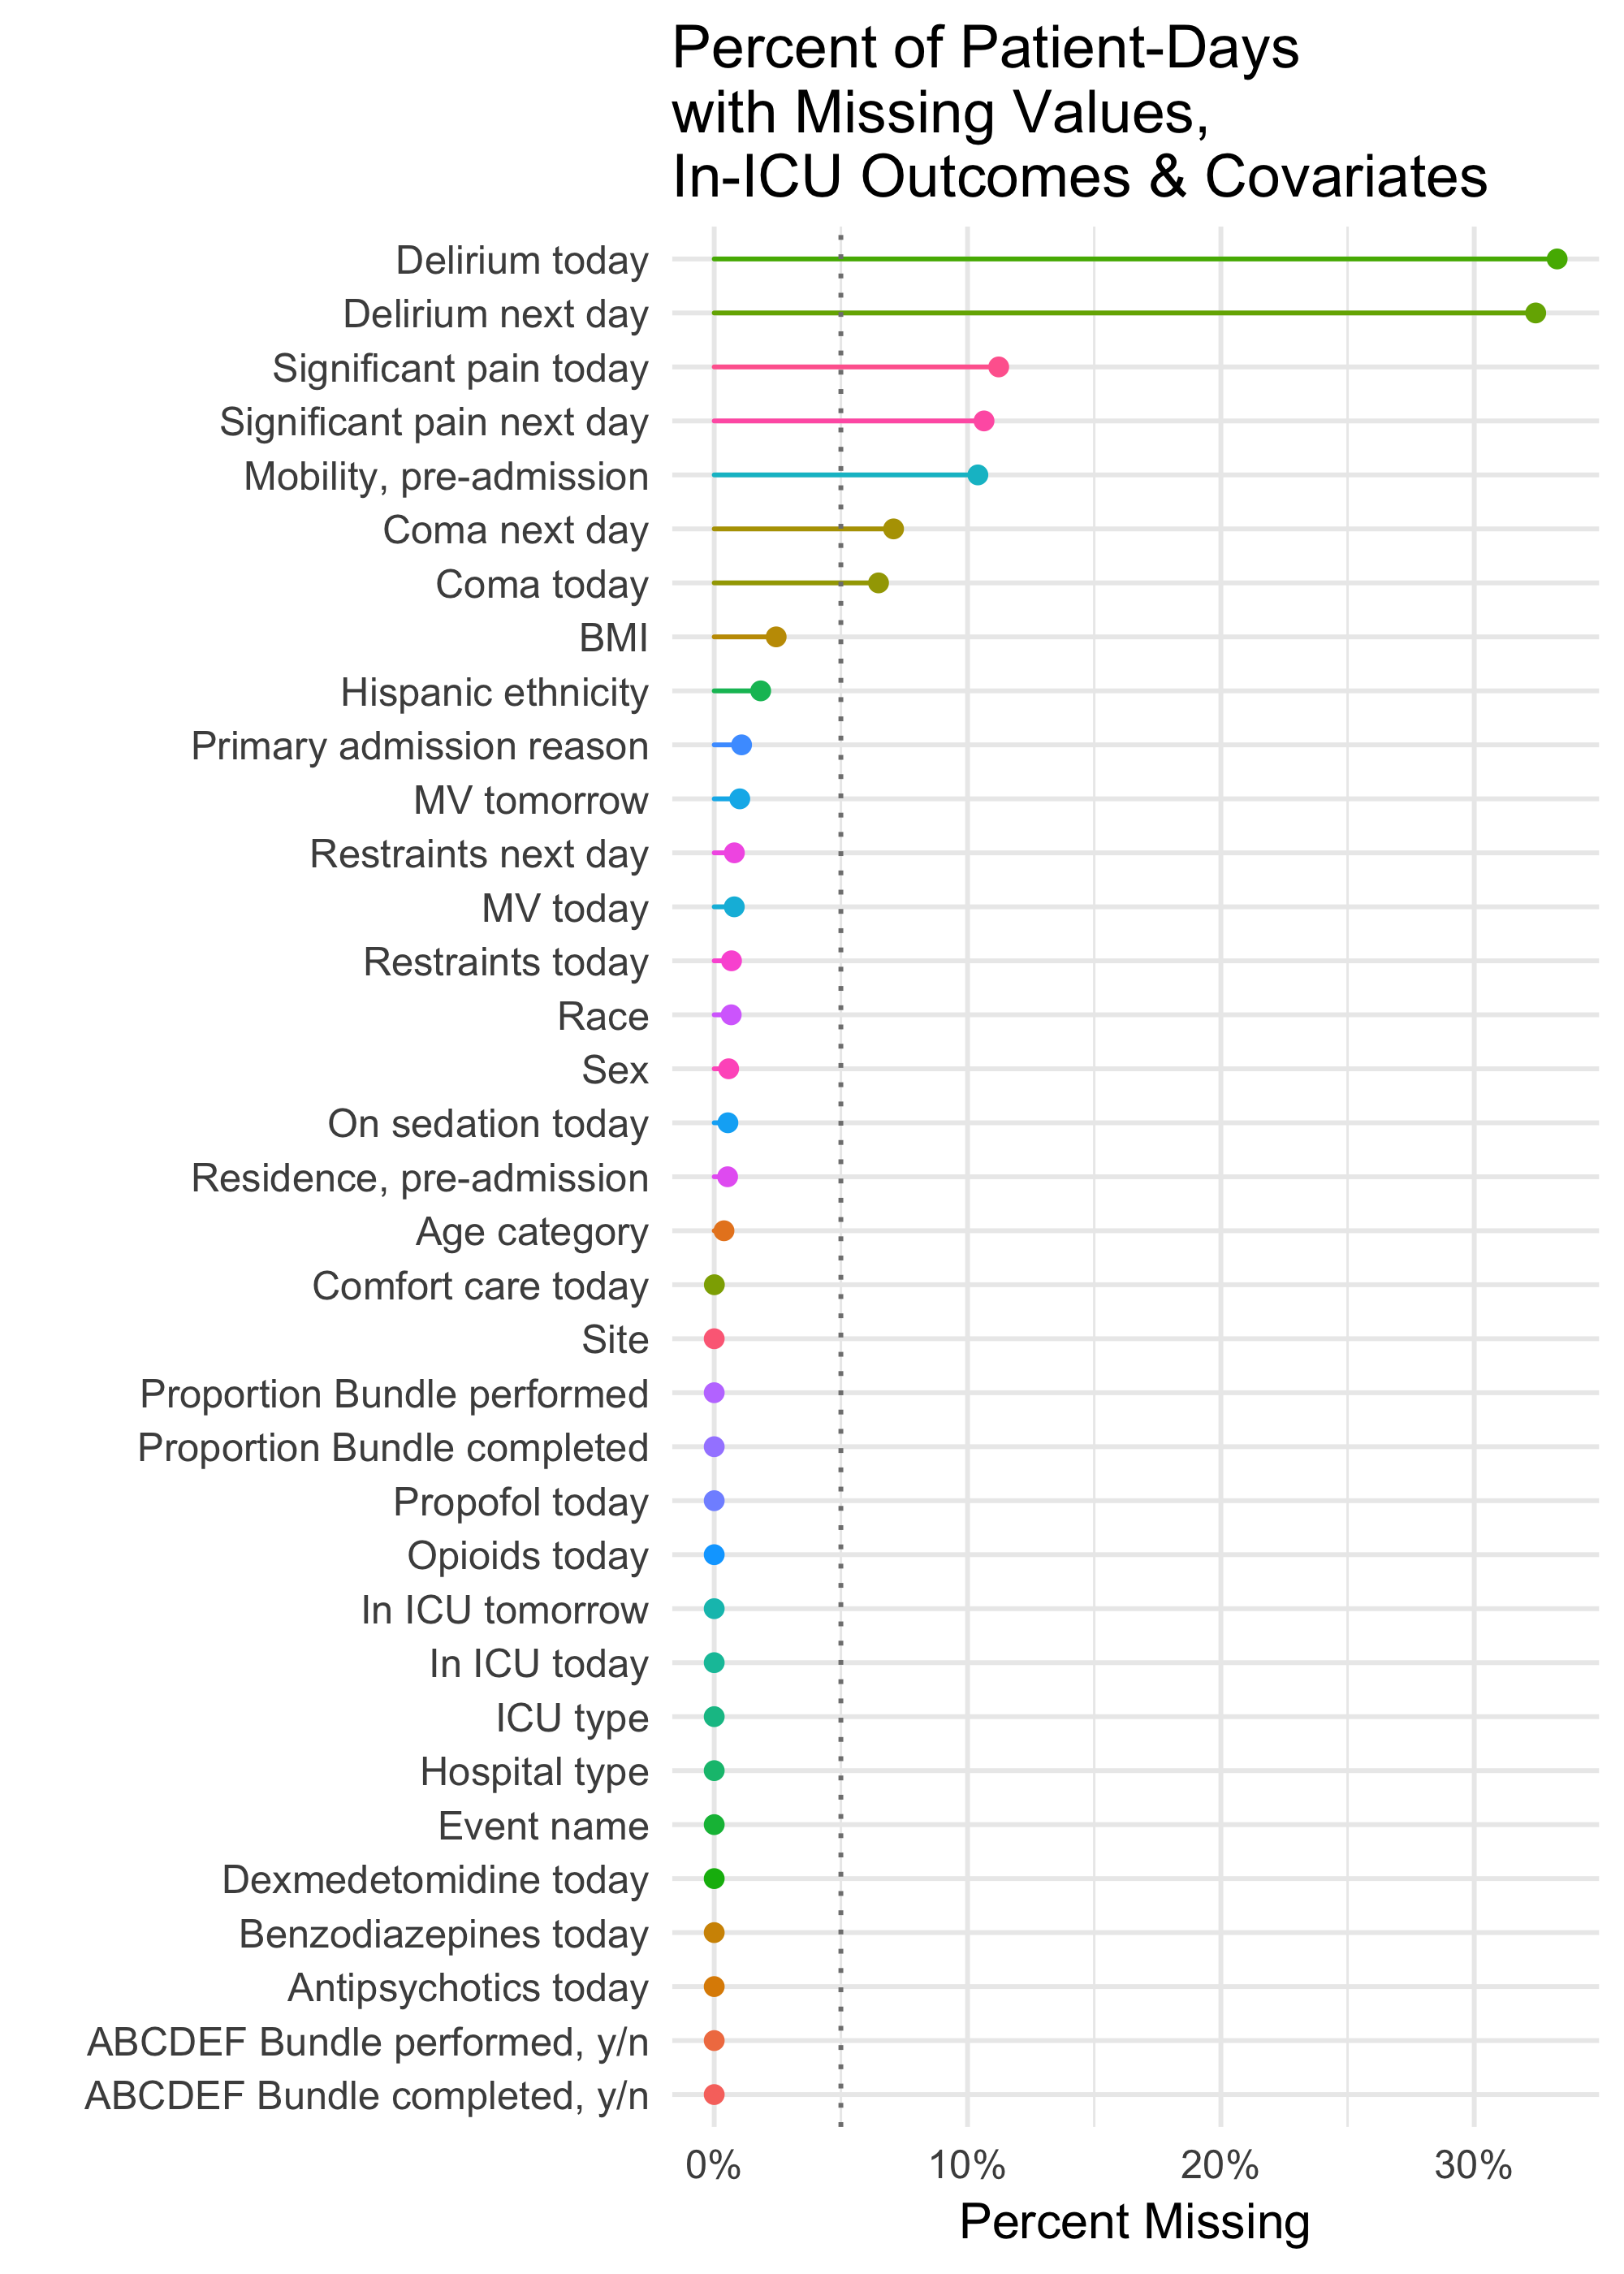 Percent of Patient-Days
with Missing Values,
In-ICU Outcomes & Covariates
Delirium today
Delirium next day
Significant pain today
Significant pain next day
Mobility, pre-admission
Coma next day
Coma today
BMI
Hispanic ethnicity
Primary admission reason
MV tomorrow
Restraints next day
MV today
Restraints today
Race
Sex
On sedation today
Residence, pre-admission
Age category
Comfort care today
Site
Proportion Bundle performed
Proportion Bundle completed
Propofol today
Opioids today
In ICU tomorrow
In ICU today
ICU type
Hospital type
Event name
Dexmedetomidine today
Benzodiazepines today
Antipsychotics today
ABCDEF Bundle performed, y/n
ABCDEF Bundle completed, y/n
0% 10% 20% 30%
Percent Missing